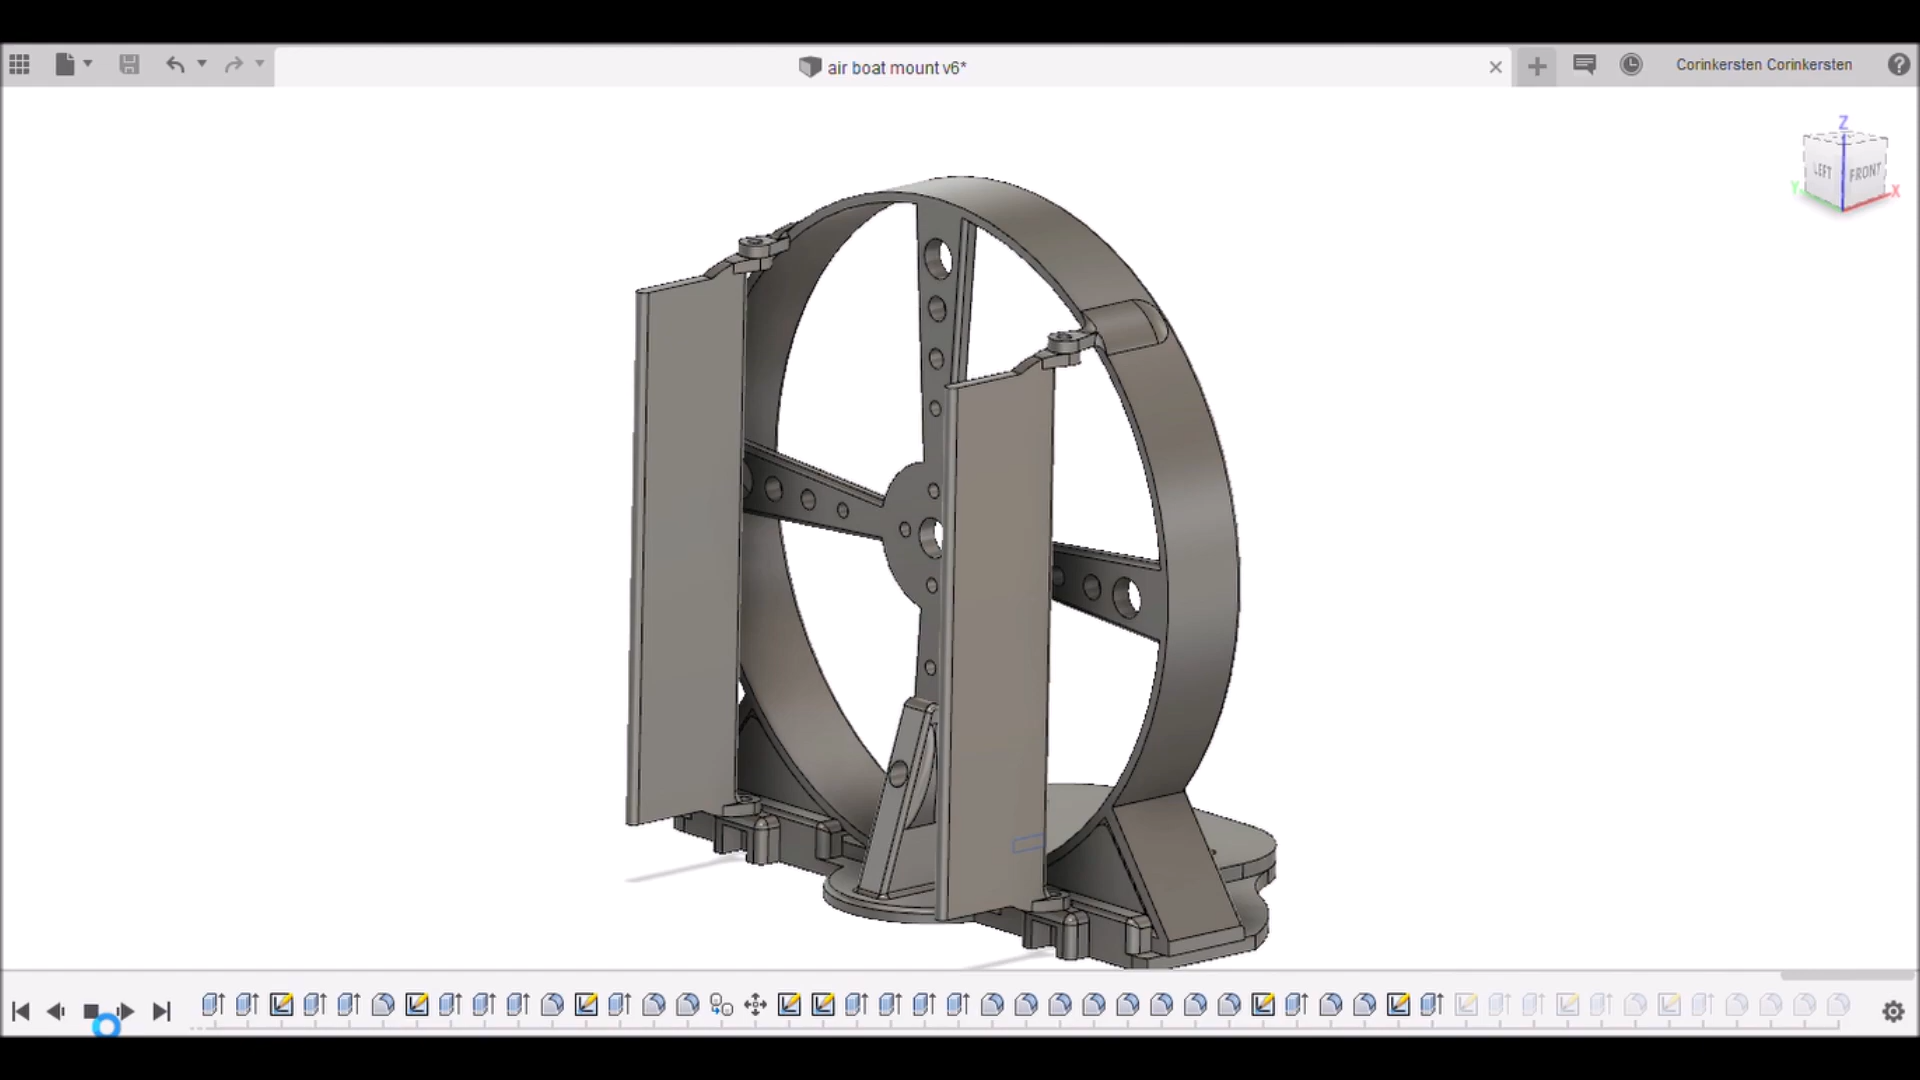 air boat mount v6*
Corinkersten Corinkersten
Z
LEFT
FRONT
Y
X